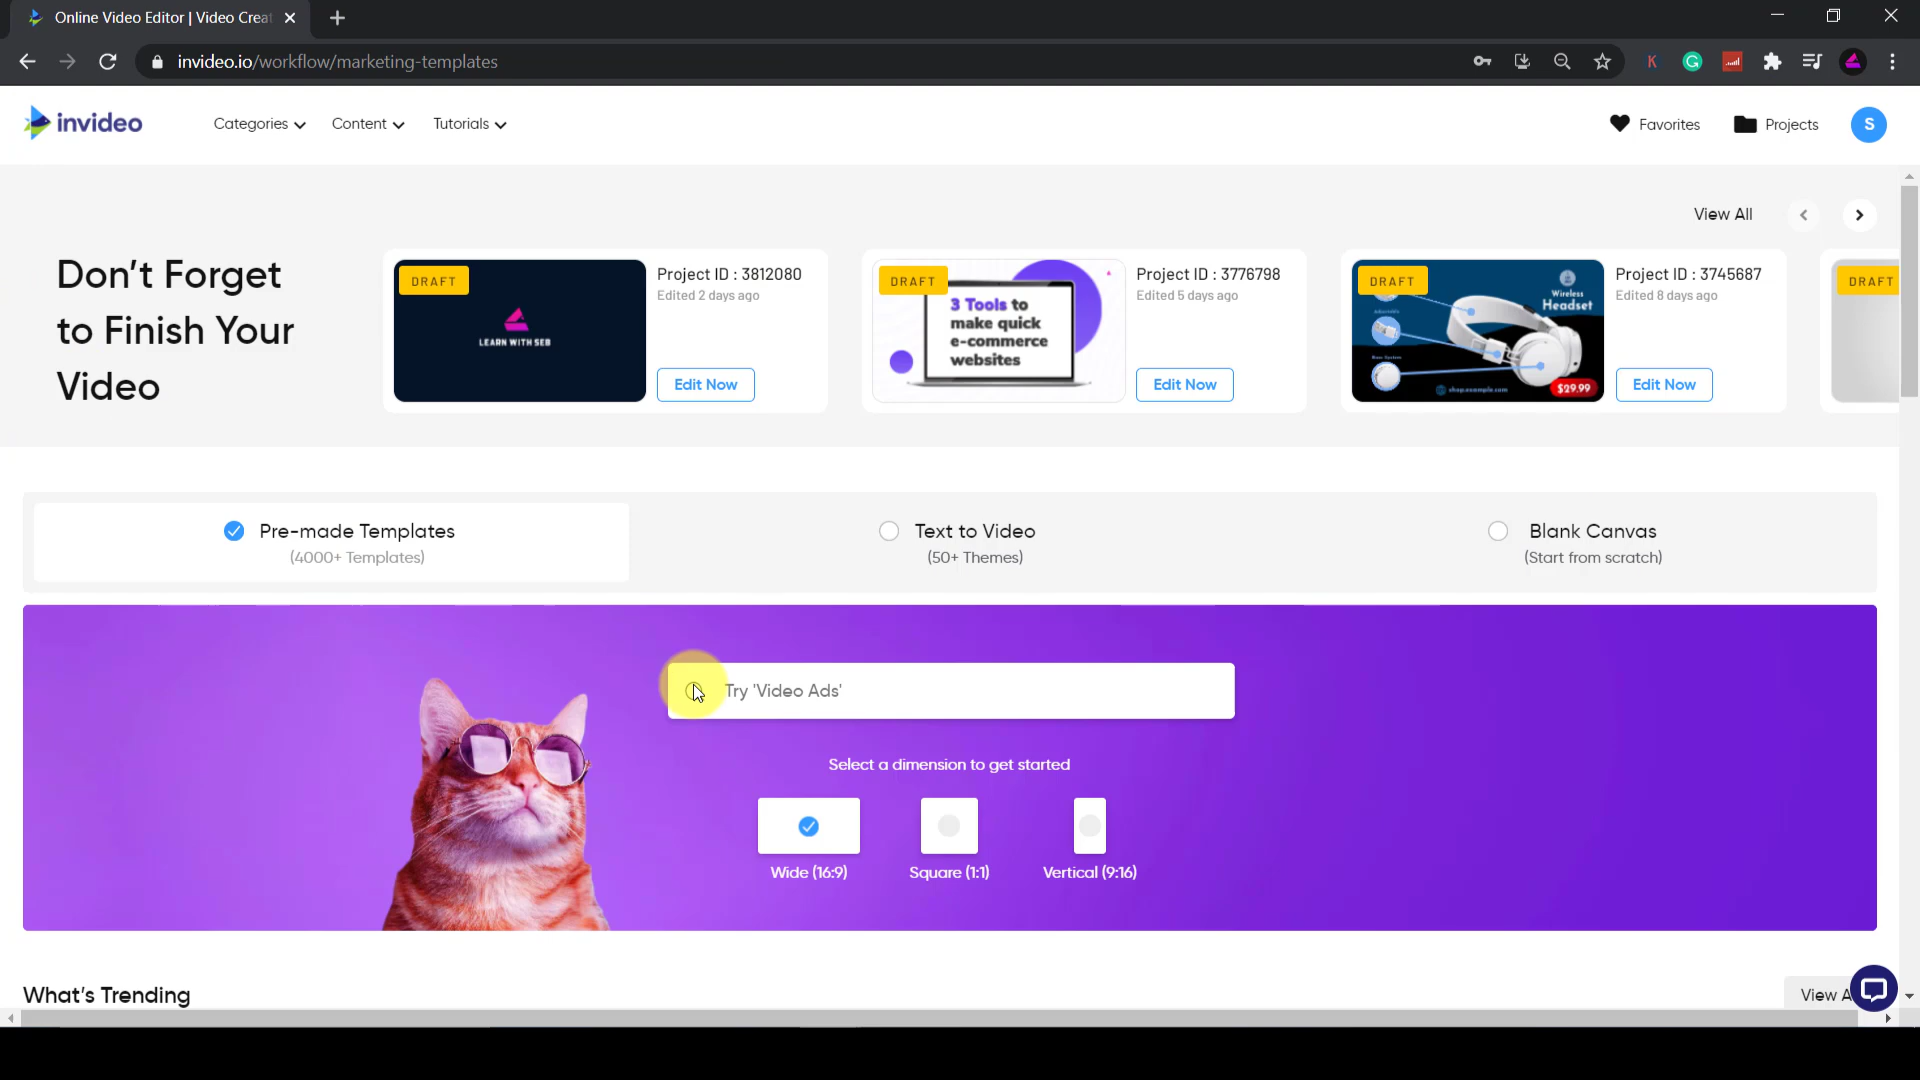 Online Video Editor | Video Crea
invideo.io/workflow/marketing-templates
K
G
invideo
Categories
Content
Tutorials
Favorites
Projects
S
View All
Don't Forget
to Finish Your
Video
DRAFT
LEARN WITH SEB
Project ID : 3812080
Edited 2 days ago
Edit Now
DRAFT
3 Tools to
make quick
e-commerce
websites
Project ID : 3776798
Edited 5 days ago
Edit Now
DRAFT
Wireless
Headset
shop.example.com
$29.99
Project ID : 3745687
Edited 8 days ago
Edit Now
DRAFT
Pre-made Templates
(4000+ Templates)
Text to Video
(50+ Themes)
Blank Canvas
(Start from scratch)
Try 'Video Ads'
Select a dimension to get started
Wide (16:9)
Square (1:1)
Vertical (9:16)
What's Trending
View A